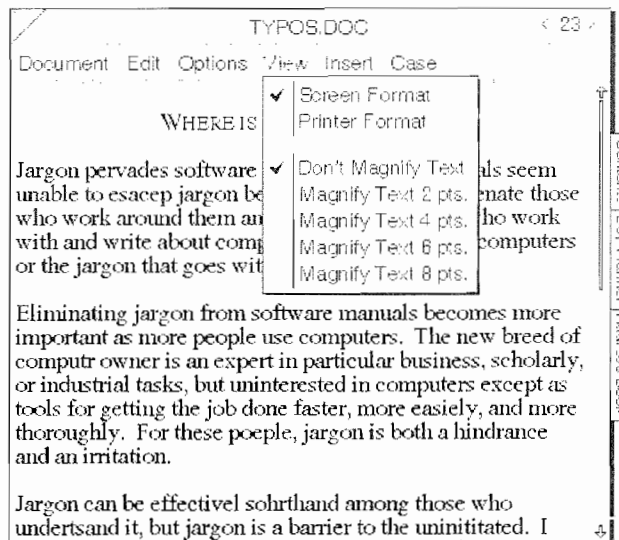 TYPOS.DOC < 23 >
Document Edit Options View Insert Case
Screen Format
Printer Format
Don't Magnify Text
Magnify Text 2 pts.
Magnify Text 4 pts.
Magnify Text 6 pts.
Magnify Text 8 pts.
WHERE IS
Jargon pervades software als seem
unable to esacep jargon be enate those
who work around them an ho work
with and write about comp computers
or the jargon that goes wit
Eliminating jargon from software manuals becomes more
important as more people use computers. The new breed of
computr owner is an expert in particular business, scholarly,
or industrial tasks, but uninterested in computers except as
tools for getting the job done faster, more easiely, and more
thoroughly. For these poeple, jargon is both a hindrance
and an irritation.
Jargon can be effectivel sohrthand among those who
undertsand it, but jargon is a barrier to the uninititated. I